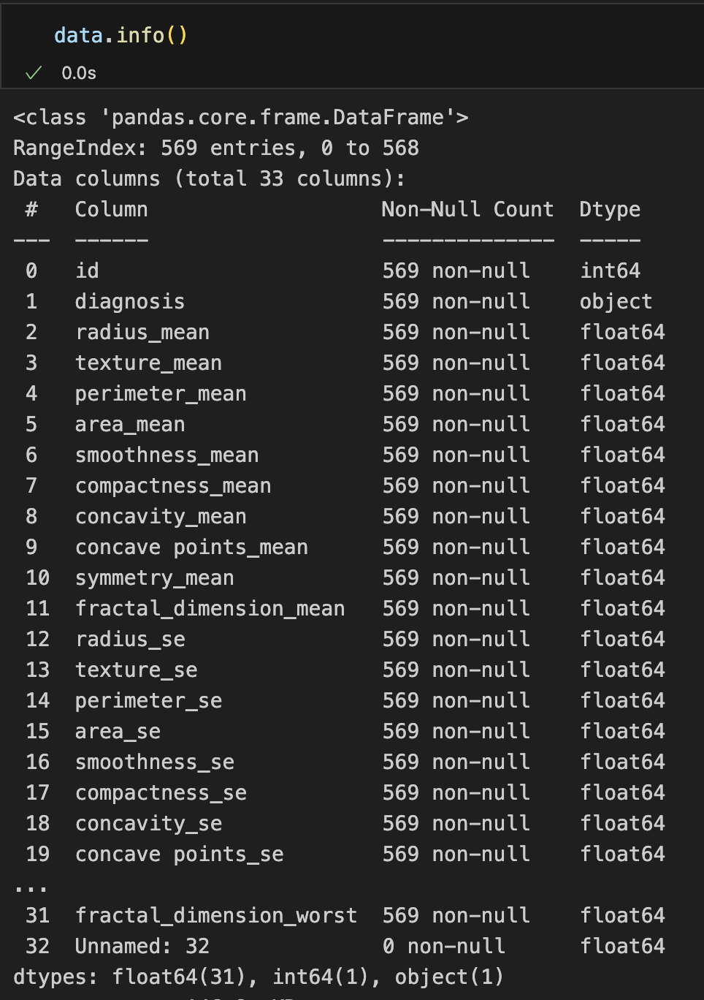 data.info()
0.0s
<class 'pandas.core.frame.DataFrame'>
RangeIndex: 569 entries, 0 to 568
Data columns (total 33 columns):
 #   Column                   Non-Null Count  Dtype
---  ------                   --------------  -----
 0   id                       569 non-null    int64
 1   diagnosis                569 non-null    object
 2   radius_mean              569 non-null    float64
 3   texture_mean             569 non-null    float64
 4   perimeter_mean           569 non-null    float64
 5   area_mean                569 non-null    float64
 6   smoothness_mean          569 non-null    float64
 7   compactness_mean         569 non-null    float64
 8   concavity_mean           569 non-null    float64
 9   concave points_mean      569 non-null    float64
 10  symmetry_mean            569 non-null    float64
 11  fractal_dimension_mean   569 non-null    float64
 12  radius_se                569 non-null    float64
 13  texture_se               569 non-null    float64
 14  perimeter_se             569 non-null    float64
 15  area_se                  569 non-null    float64
 16  smoothness_se            569 non-null    float64
 17  compactness_se           569 non-null    float64
 18  concavity_se             569 non-null    float64
 19  concave points_se        569 non-null    float64
...
 31  fractal_dimension_worst  569 non-null    float64
 32  Unnamed: 32              0 non-null      float64
dtypes: float64(31), int64(1), object(1)